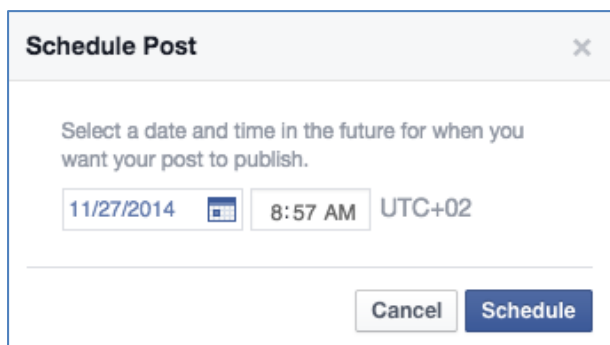 Schedule Post ×
Select a date and time in the future for when you
want your post to publish.
11/27/2014 8:57 AM UTC+02
Cancel Schedule